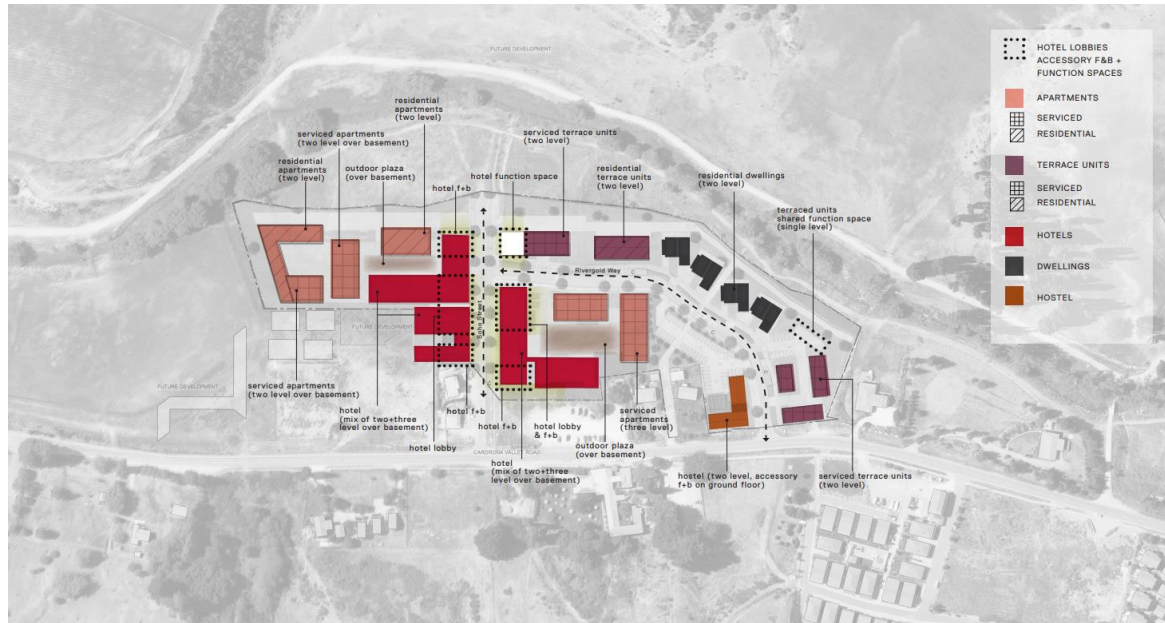 FUTURE DEVELOPMENT
HOTEL LOBBIES
ACCESSORY F&B +
FUNCTION SPACES
APARTMENTS
SERVICED
RESIDENTIAL
TERRACE UNITS
SERVICED
RESIDENTIAL
HOTELS
DWELLINGS
HOSTEL
residential
apartments
(two level)
serviced apartments
(two level over basement)
residential
apartments
(two level)
outdoor plaza
(over basement)
hotel f+b
hotel function space
serviced terrace units
(two level)
residential
terrace units
(two level)
residential dwellings
(two level)
terraced units
shared function space
(single level)
Rivergold Way
Soho Street
FUTURE DEVELOPMENT
FUTURE DEVELOPMENT
serviced apartments
(two level over basement)
hotel
(mix of two+three
level over basement)
hotel lobby
hotel f+b
hotel f+b
hotel
(mix of two+three
level over basement)
hotel lobby
& f+b
outdoor plaza
(over basement)
serviced
apartments
(three level)
CARDRONA VALLEY ROAD
hostel (two level, accessory
f+b on ground floor)
serviced terrace units
(two level)